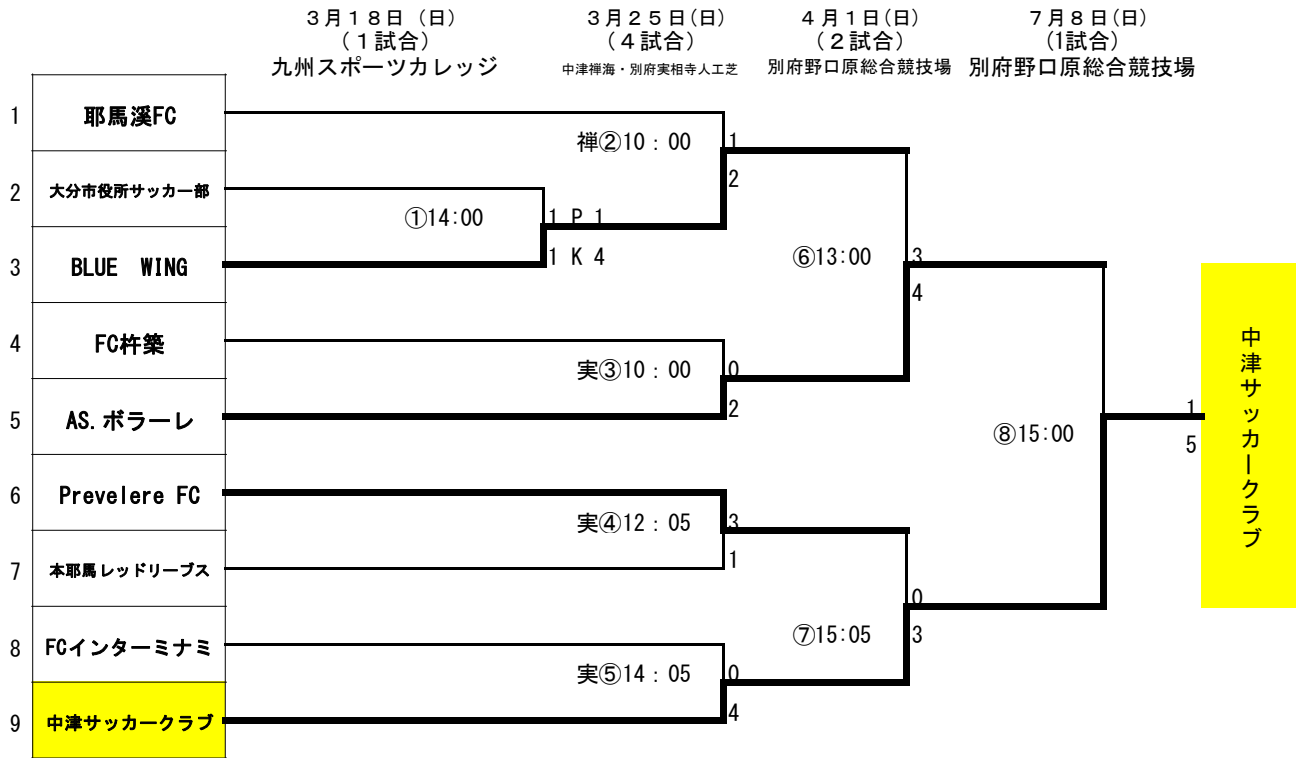 3月18日（日） 3月25日(日) 4月1日(日) 7月8日(日)
(１試合) (４試合) (２試合) (1試合)
九州スポーツカレッジ 中津禅海・別府実相寺人工芝 別府野口原総合競技場 別府野口原総合競技場
1 耶馬溪FC
禅②10：00 1
2 大分市役所サッカー部 2
①14:00 1 P 1
3 BLUE WING 1 K 4
⑥13:00 3
4
4 FC杵築
実③10：00 0
5 AS.ボラーレ 2
⑧15:00 1
5
中津サッカークラブ
6 Prevelere FC
実④12：05 3
7 本耶馬レッドリーブス 1
⑦15:05 0
3
8 FCインターミナミ
実⑤14：05 0
9 中津サッカークラブ 4